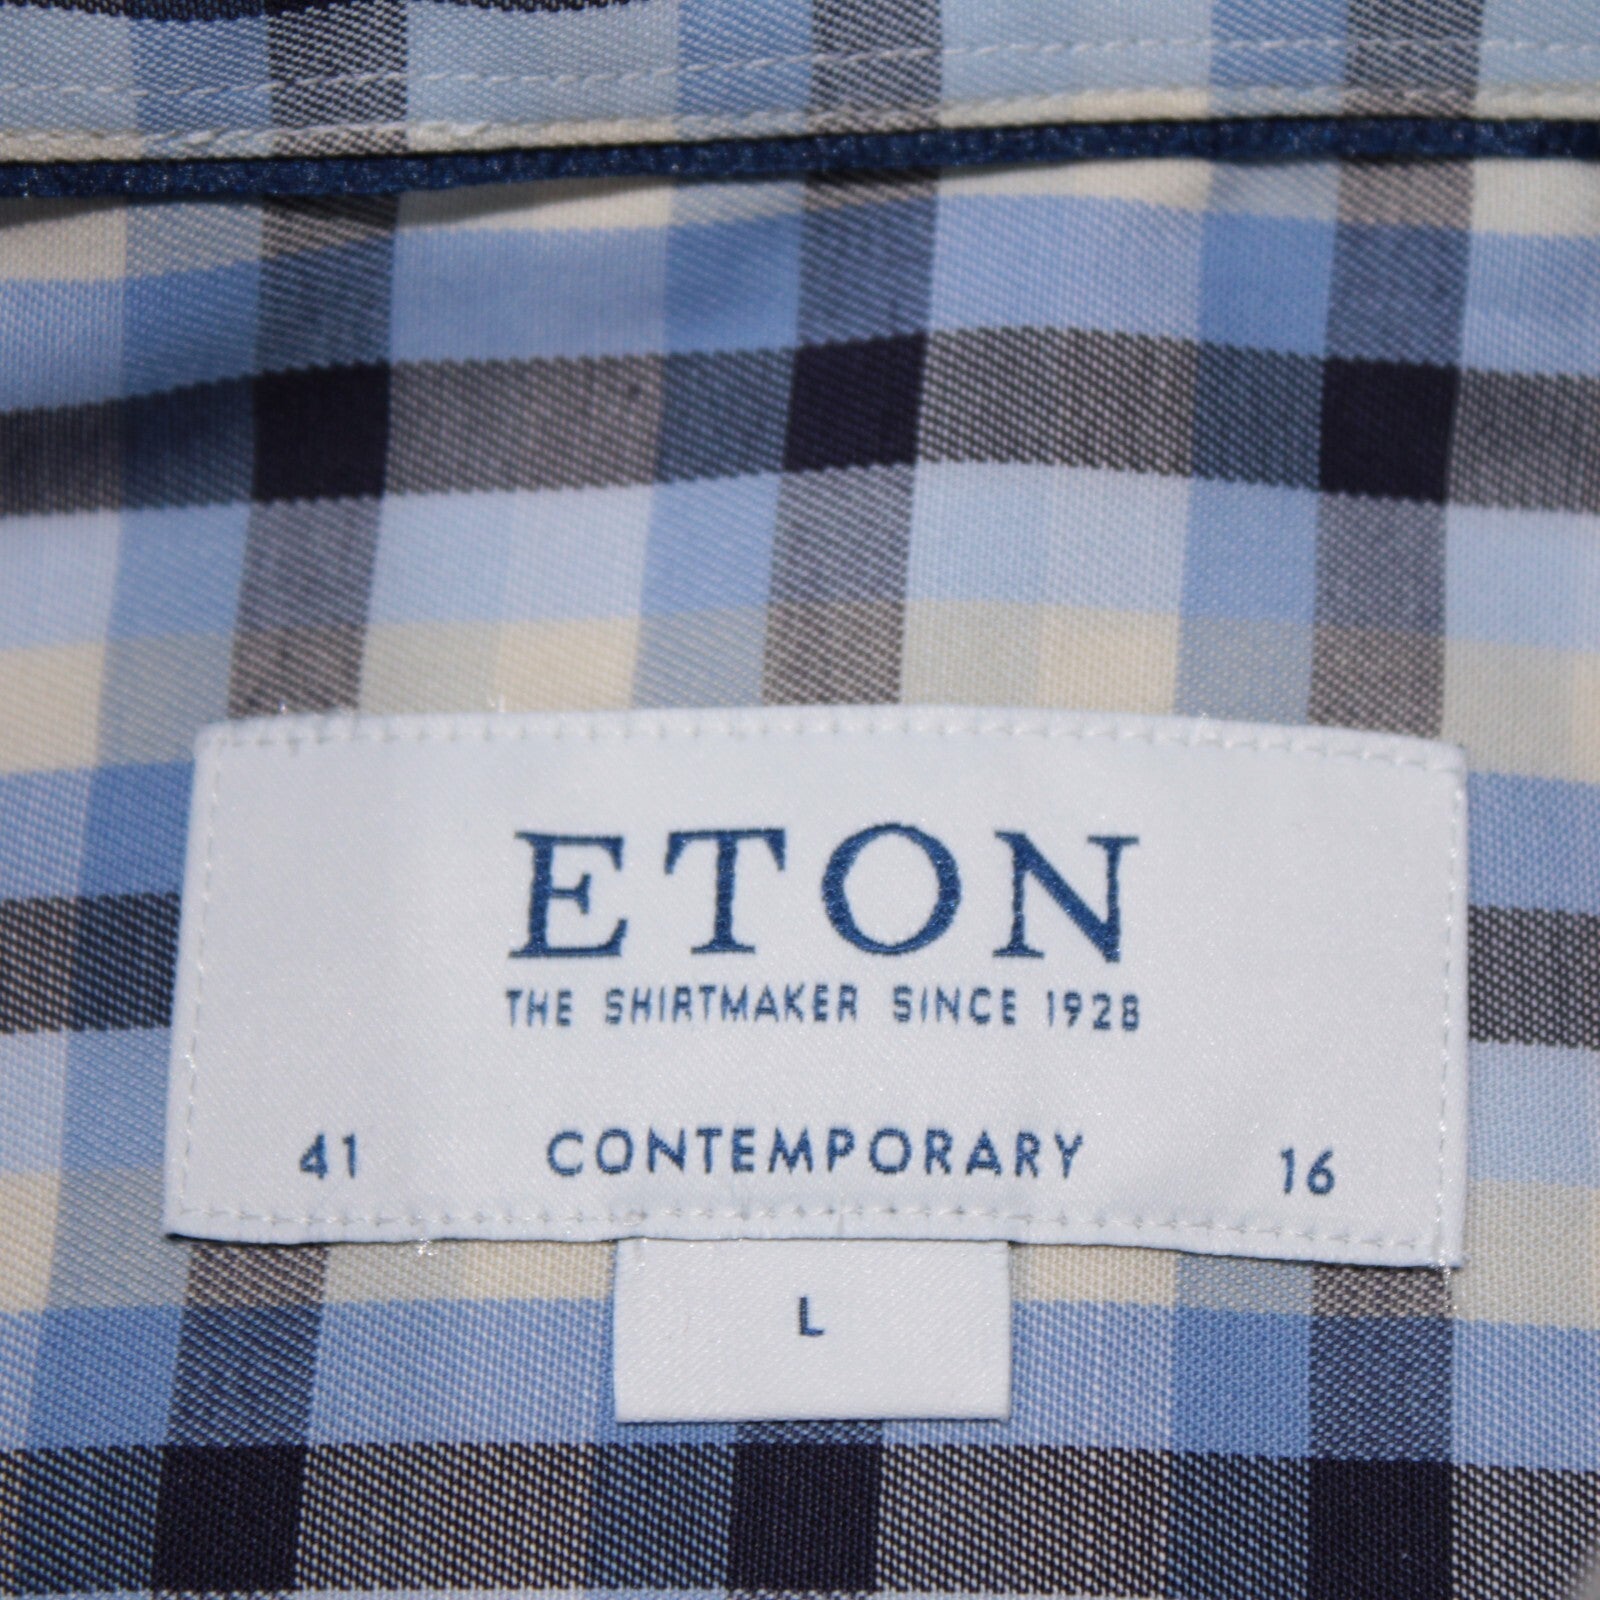 ETON
THE SHIRTMAKER SINCE 1928
41 CONTEMPORARY 16
L